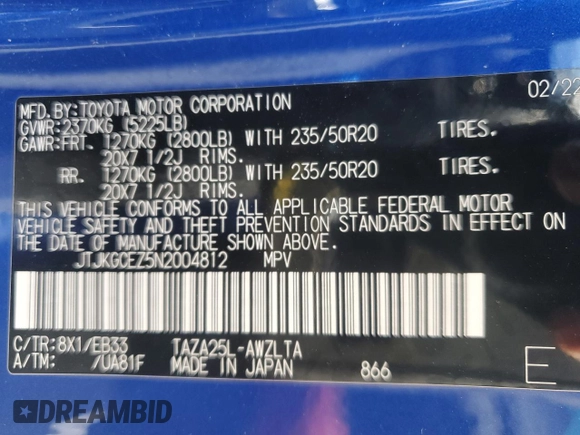 02/22
MFD.BY:TOYOTA MOTOR CORPORATION
GVWR:2370KG (5225LB)
GAWR:FRT. 1270KG (2800LB) WITH 235/50R20 TIRES.
20X7 1/2J RIMS.
RR. 1270KG (2800LB) WITH 235/50R20 TIRES.
20X7 1/2J RIMS.
THIS VEHICLE CONFORMS TO ALL APPLICABLE FEDERAL MOTOR
VEHICLE SAFETY AND THEFT PREVENTION STANDARDS IN EFFECT ON
THE DATE OF MANUFACTURE SHOWN ABOVE.
JTJKGCEZ5N2004812 MPV
C/TR:8X1/EB33 TAZA25L-AWZLTA
A/TM: /UA81F MADE IN JAPAN 866 E
DREAMBID